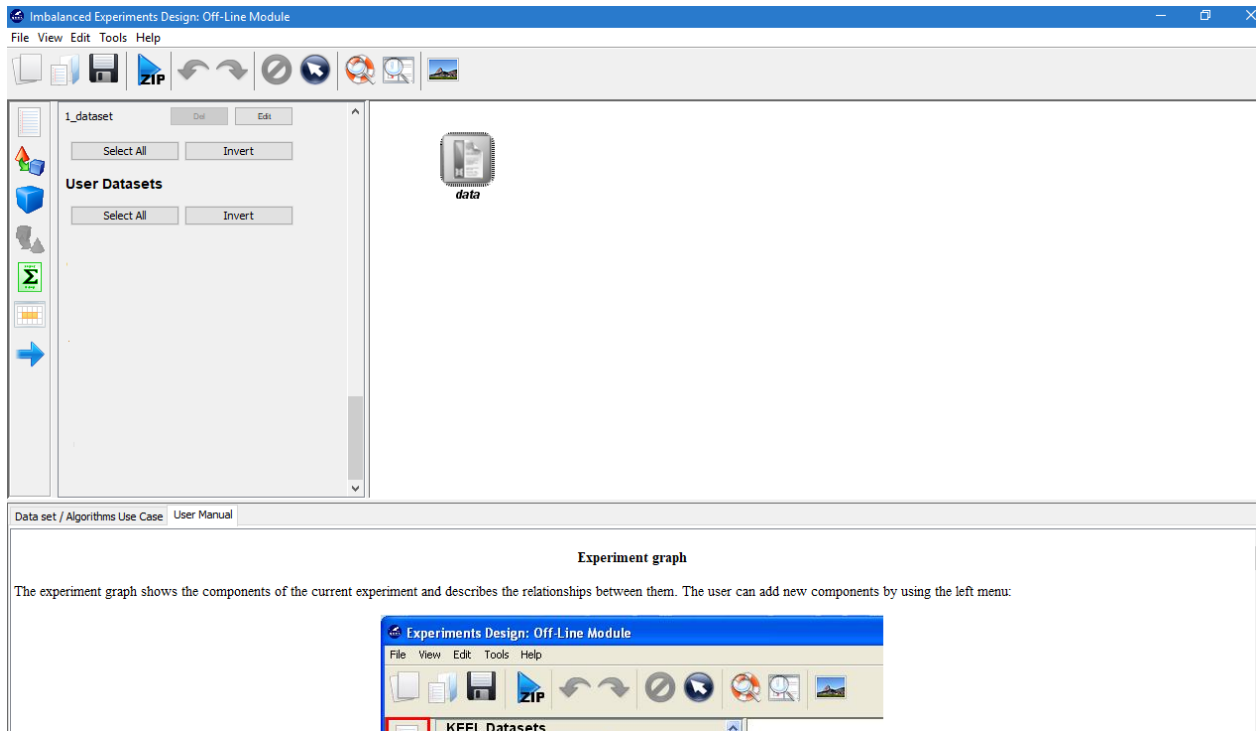 Imbalanced Experiments Design: Off-Line Module
File View Edit Tools Help
ZIP
1_dataset Del Edit
Select All Invert
User Datasets
Select All Invert
Σ
data
Data set / Algorithms Use Case User Manual
Experiment graph
The experiment graph shows the components of the current experiment and describes the relationships between them. The user can add new components by using the left menu:
Experiments Design: Off-Line Module
File View Edit Tools Help
ZIP
KEEL Datasets